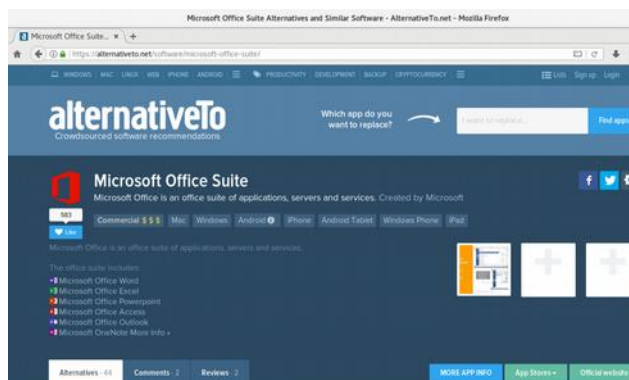 Microsoft Office Suite Alternatives and Similar Software - AlternativeTo.net - Mozilla Firefox
Microsoft Office Suite...
https://alternativeto.net/software/microsoft-office-suite/
WINDOWS MAC LINUX WEB IPHONE ANDROID PRODUCTIVITY DEVELOPMENT BACKUP CRYPTOCURRENCY Lists Sign up Login
alternativeTo
Crowdsourced software recommendations
Which app do you
want to replace?
I want to replace...
Find apps
Microsoft Office Suite
Microsoft Office is an office suite of applications, servers and services. Created by Microsoft
583
Like
Commercial $ $ $ Mac Windows Android iPhone Android Tablet Windows Phone iPad
Microsoft Office is an office suite of applications, servers and services.
The office suite includes:
Microsoft Office Word
Microsoft Office Excel
Microsoft Office Powerpoint
Microsoft Office Access
Microsoft Office Outlook
Microsoft OneNote More Info »
Alternatives - 44 Comments - 2 Reviews - 2 MORE APP INFO App Stores Official website